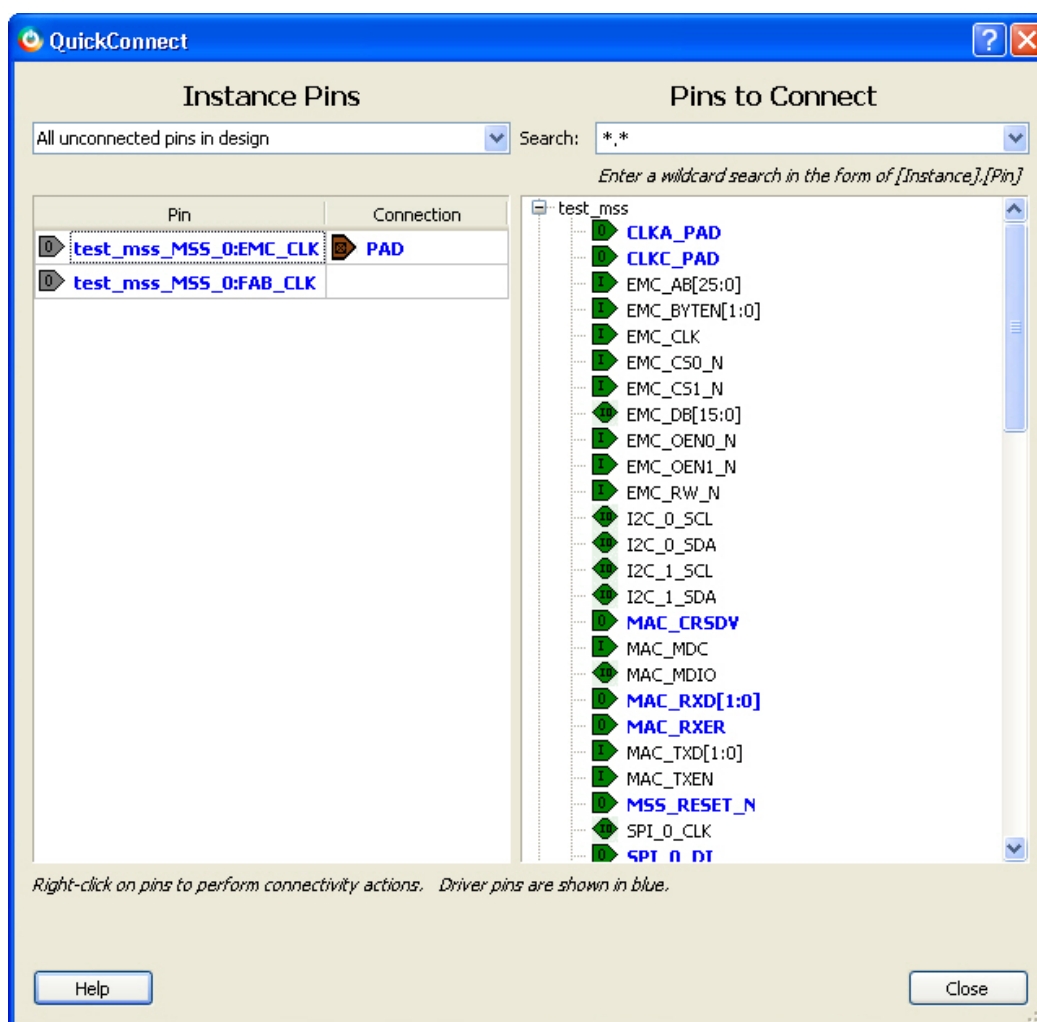 QuickConnect
Instance Pins
Pins to Connect
All unconnected pins in design
Search:
*.*
Enter a wildcard search in the form of [Instance].[Pin]
Pin Connection
test_mss_MSS_0:EMC_CLK PAD
test_mss_MSS_0:FAB_CLK
test_mss
CLKA_PAD
CLKC_PAD
EMC_AB[25:0]
EMC_BYTEN[1:0]
EMC_CLK
EMC_CS0_N
EMC_CS1_N
EMC_DB[15:0]
EMC_OEN0_N
EMC_OEN1_N
EMC_RW_N
I2C_0_SCL
I2C_0_SDA
I2C_1_SCL
I2C_1_SDA
MAC_CRSDV
MAC_MDC
MAC_MDIO
MAC_RXD[1:0]
MAC_RXER
MAC_TXD[1:0]
MAC_TXEN
MSS_RESET_N
SPI_0_CLK
SPI_0_DI
Right-click on pins to perform connectivity actions. Driver pins are shown in blue.
Help
Close